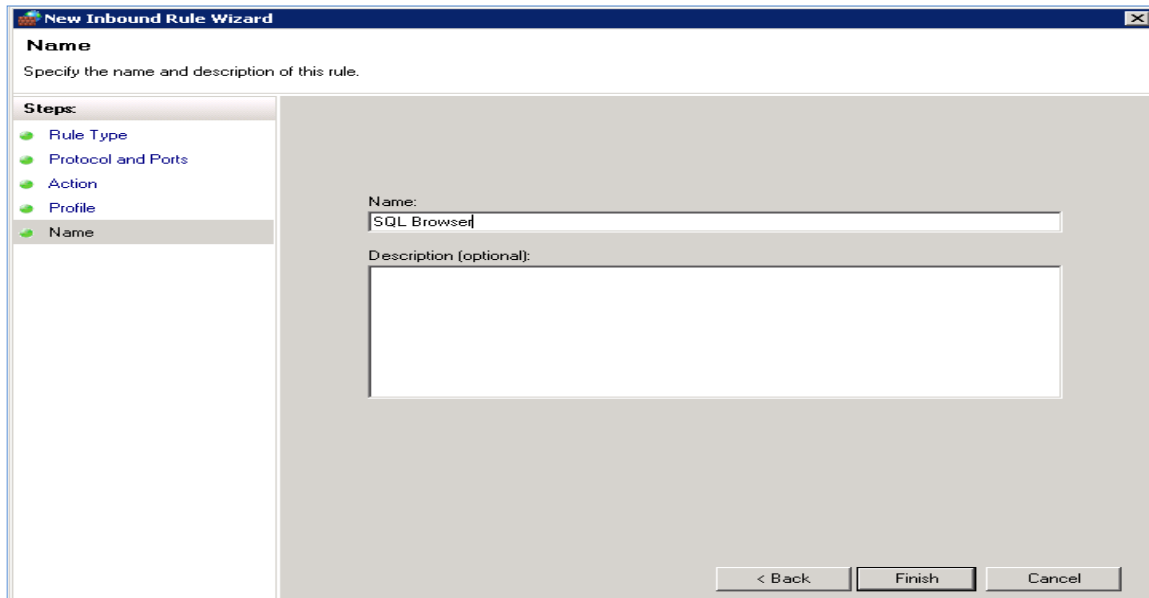 New Inbound Rule Wizard
Name
Specify the name and description of this rule.
Steps:
Rule Type
Protocol and Ports
Action
Profile
Name
Name:
SQL Browser
Description (optional):
< Back
Finish
Cancel